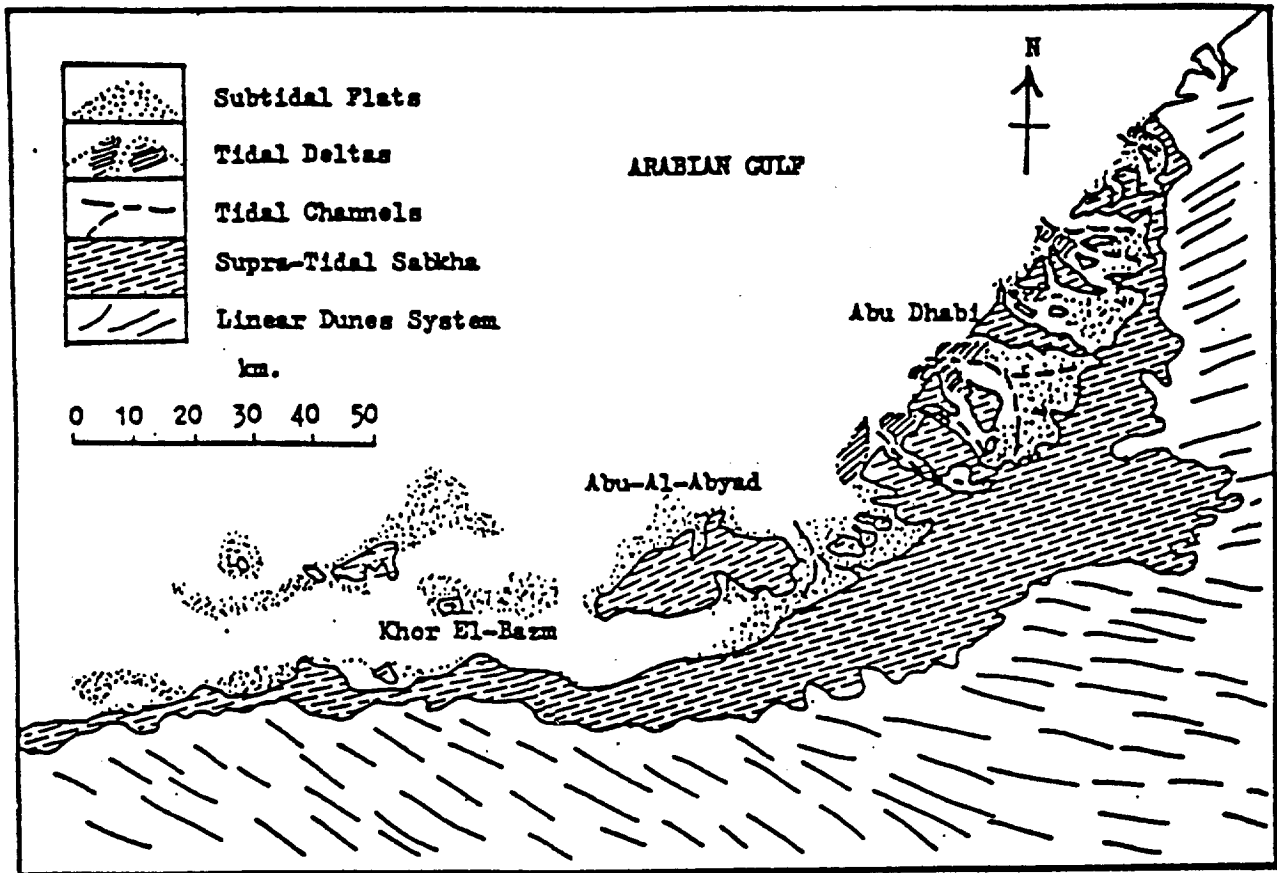 N
Subtidal Flats
Tidal Deltas
ARABIAN GULF
Tidal Channels
Supra-Tidal Sabkha
Linear Dunes System
Abu Dhabi
km.
0 10 20 30 40 50
Abu-Al-Abyad
Khor El-Bazm